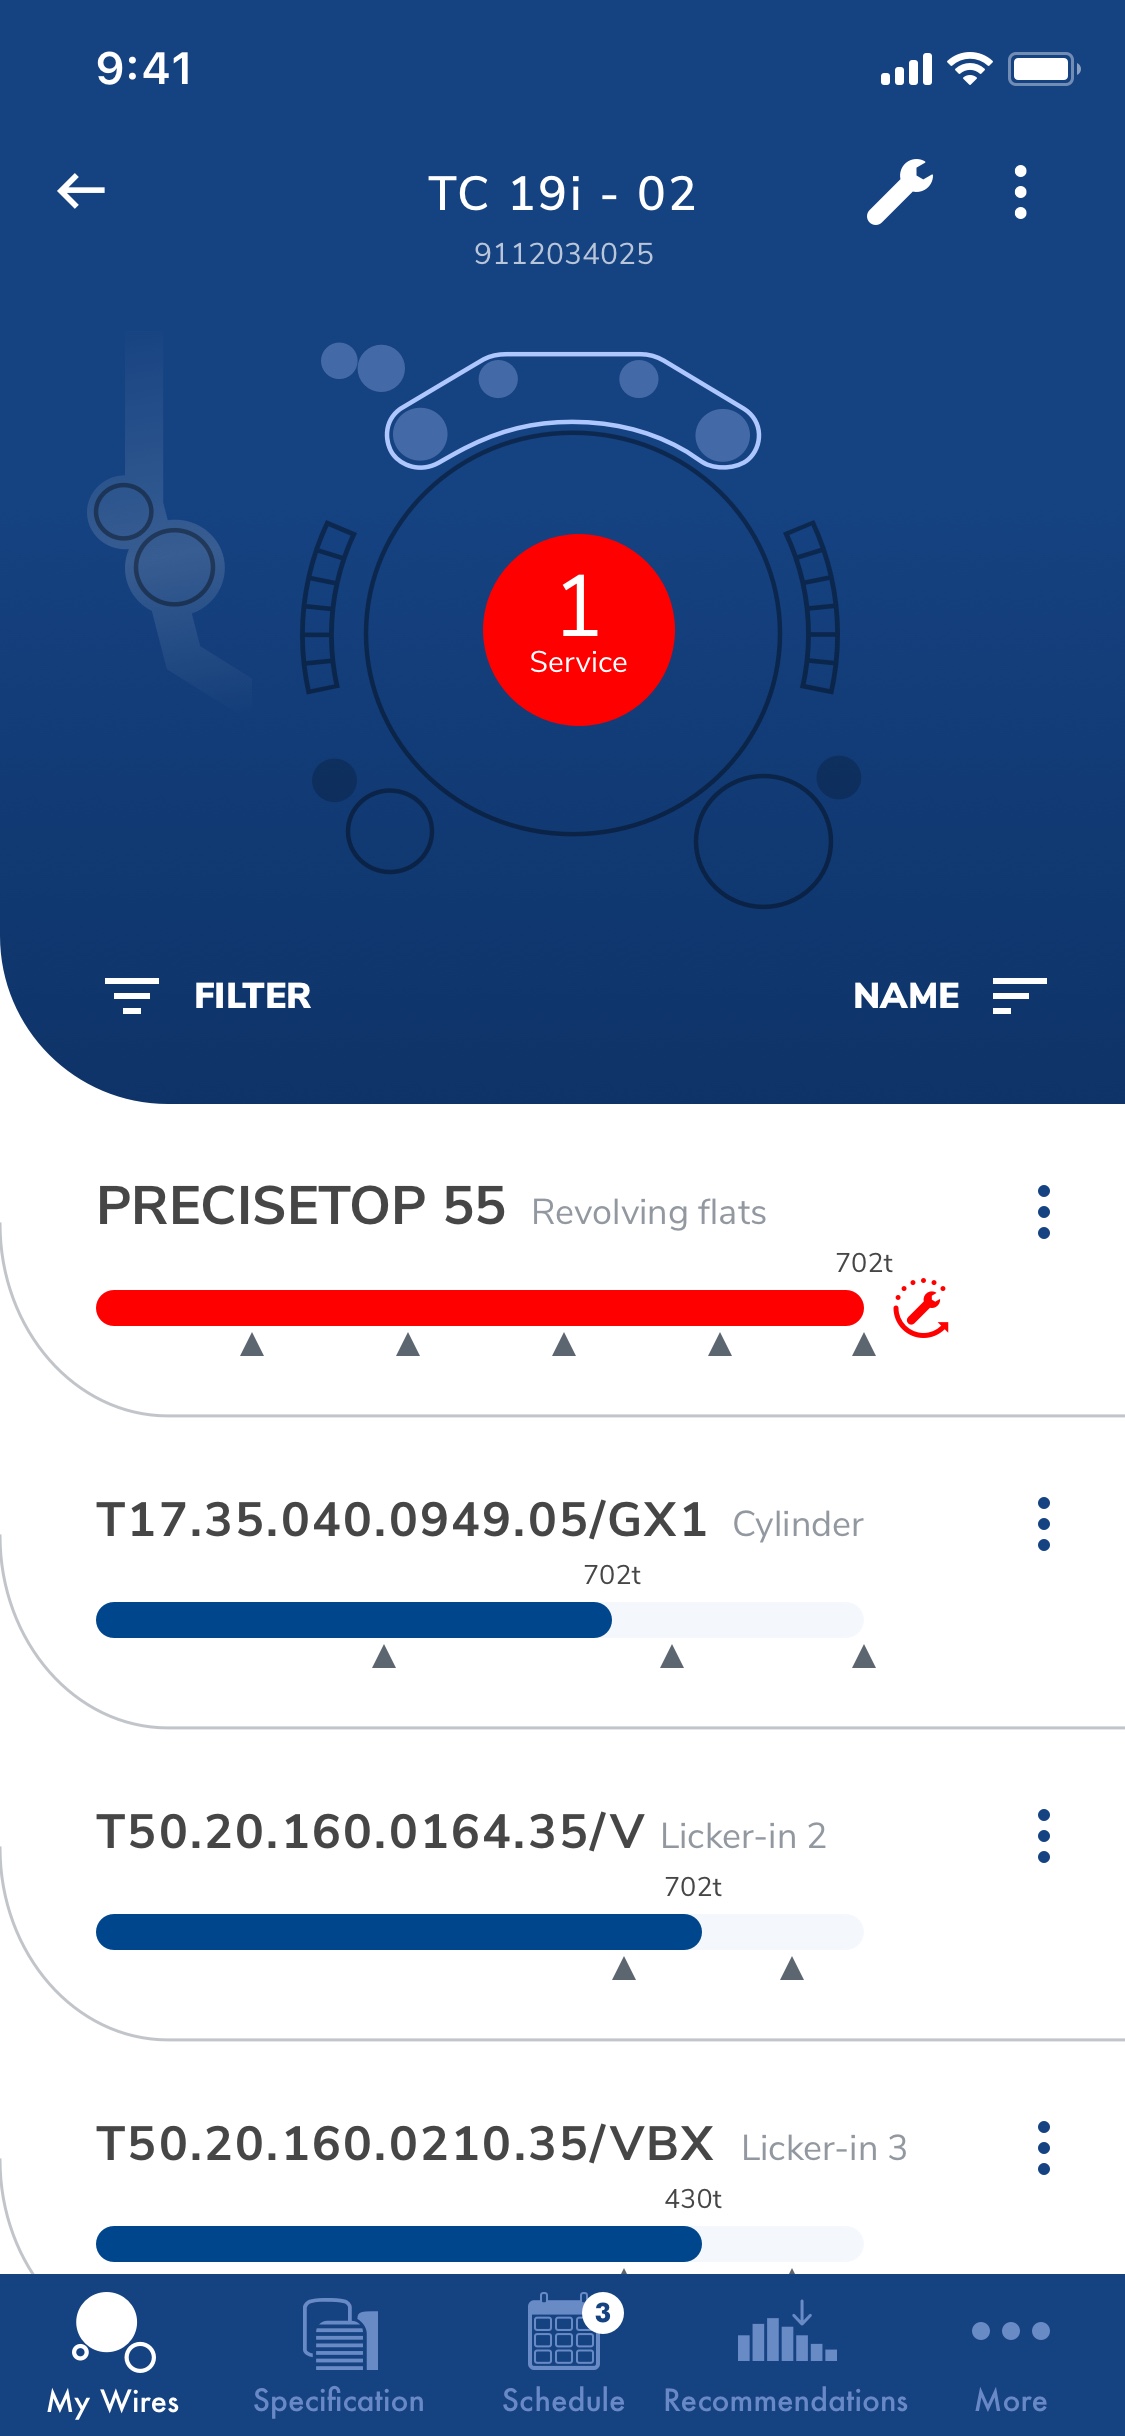 9:41
TC 19i - 02
9112034025
1
Service
FILTER
NAME
PRECISETOP 55 Revolving flats
702t
T17.35.040.0949.05/GX1 Cylinder
702t
T50.20.160.0164.35/V Licker-in 2
702t
T50.20.160.0210.35/VBX Licker-in 3
430t
3
My Wires
Specification
Schedule
Recommendations
More